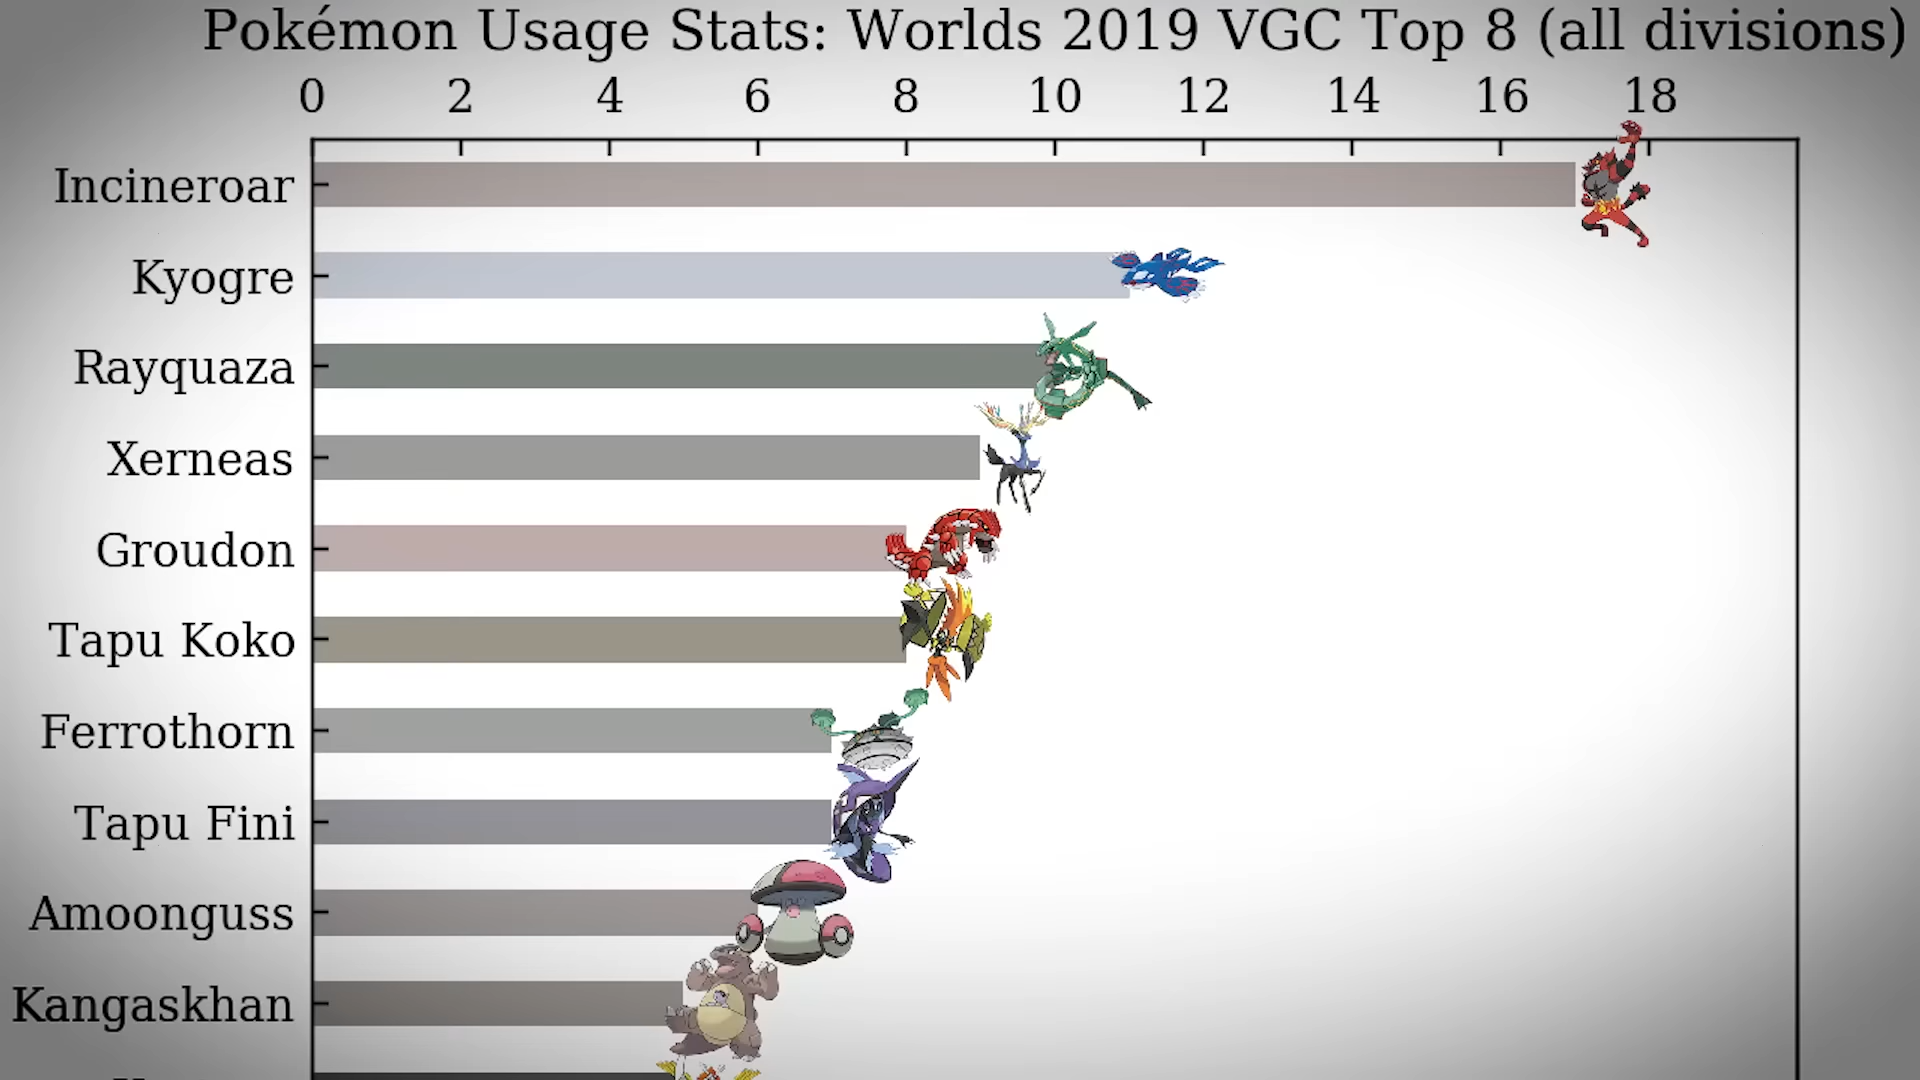 Pokémon Usage Stats: Worlds 2019 VGC Top 8 (all divisions)
0 2 4 6 8 10 12 14 16 18
Incineroar
Kyogre
Rayquaza
Xerneas
Groudon
Tapu Koko
Ferrothorn
Tapu Fini
Amoonguss
Kangaskhan